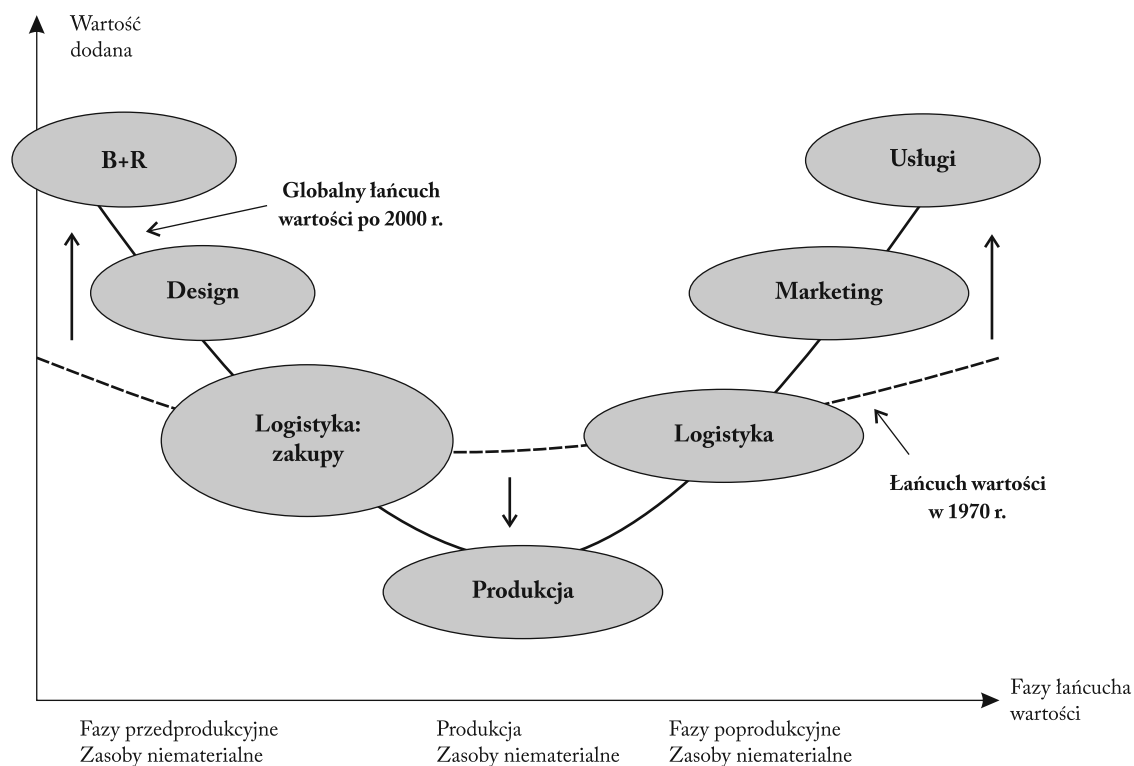 Wartość
dodana
B+R
Usługi
Globalny łańcuch
wartości po 2000 r.
Design
Marketing
Logistyka:
zakupy
Logistyka
Łańcuch wartości
w 1970 r.
Produkcja
Fazy łańcucha
wartości
Fazy przedprodukcyjne
Zasoby niematerialne
Produkcja
Zasoby niematerialne
Fazy poprodukcyjne
Zasoby niematerialne